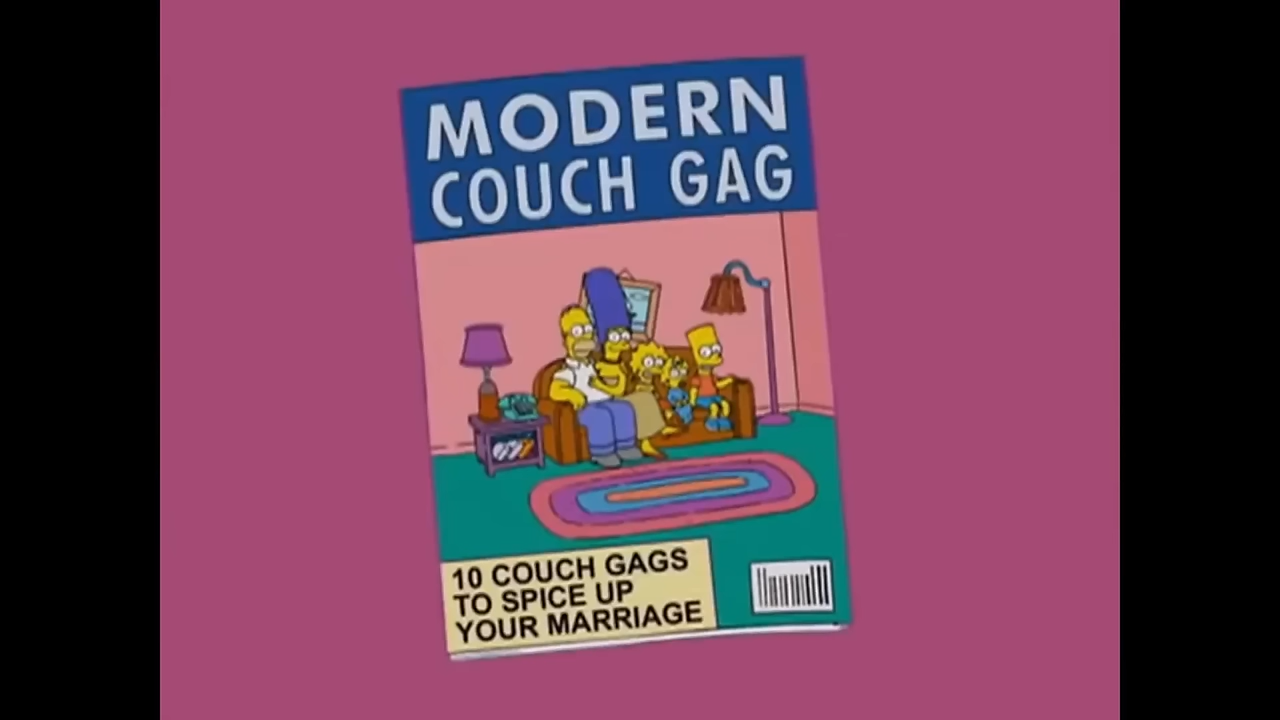 MODERN
COUCH GAG
10 COUCH GAGS
TO SPICE UP
YOUR MARRIAGE